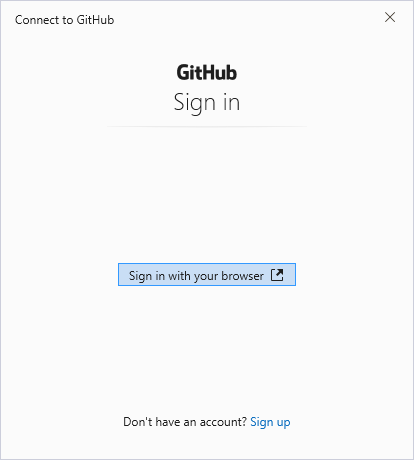 Connect to GitHub
GitHub
Sign in
Sign in with your browser
Don't have an account? Sign up